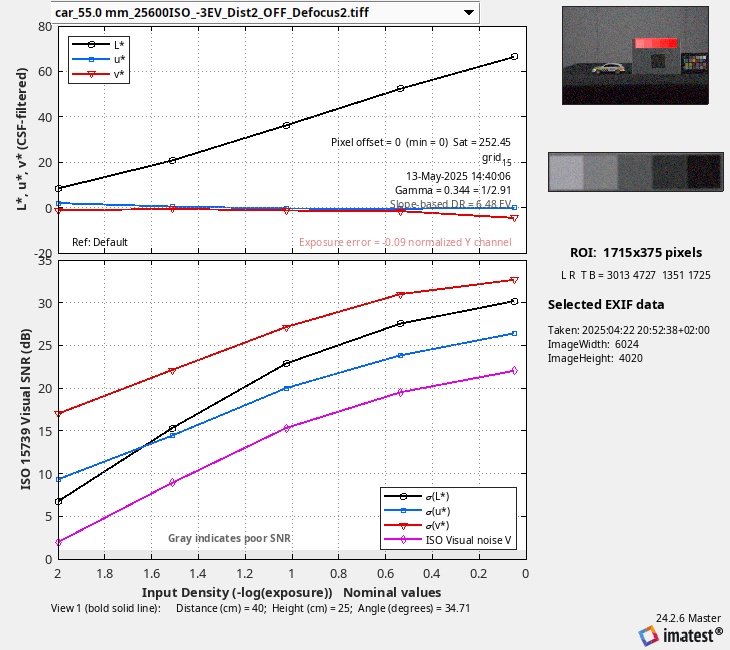 car_55.0 mm_25600ISO_-3EV_Dist2_OFF_Defocus2.tiff
80
60
40
20
0
-20
L*, u*, v* (CSF-filtered)
L*
u*
v*
Pixel offset = 0 (min = 0) Sat = 252.45
grid_15
13-May-2025 14:40:06
Gamma = 0.344 = 1/2.91
Slope-based DR = 6.48 EV
Ref: Default
Exposure error = -0.09 normalized Y channel
35
30
25
20
15
10
5
0
ISO 15739 Visual SNR (dB)
σ(L*)
σ(u*)
σ(v*)
ISO Visual noise V
Gray indicates poor SNR
2 1.8 1.6 1.4 1.2 1 0.8 0.6 0.4 0.2 0
Input Density (-log(exposure)) Nominal values
View 1 (bold solid line): Distance (cm) = 40; Height (cm) = 25; Angle (degrees) = 34.71
ROI: 1715x375 pixels
L R T B = 3013 4727 1351 1725
Selected EXIF data
Taken: 2025:04:22 20:52:38+02:00
ImageWidth: 6024
ImageHeight: 4020
24.2.6 Master
imatest®